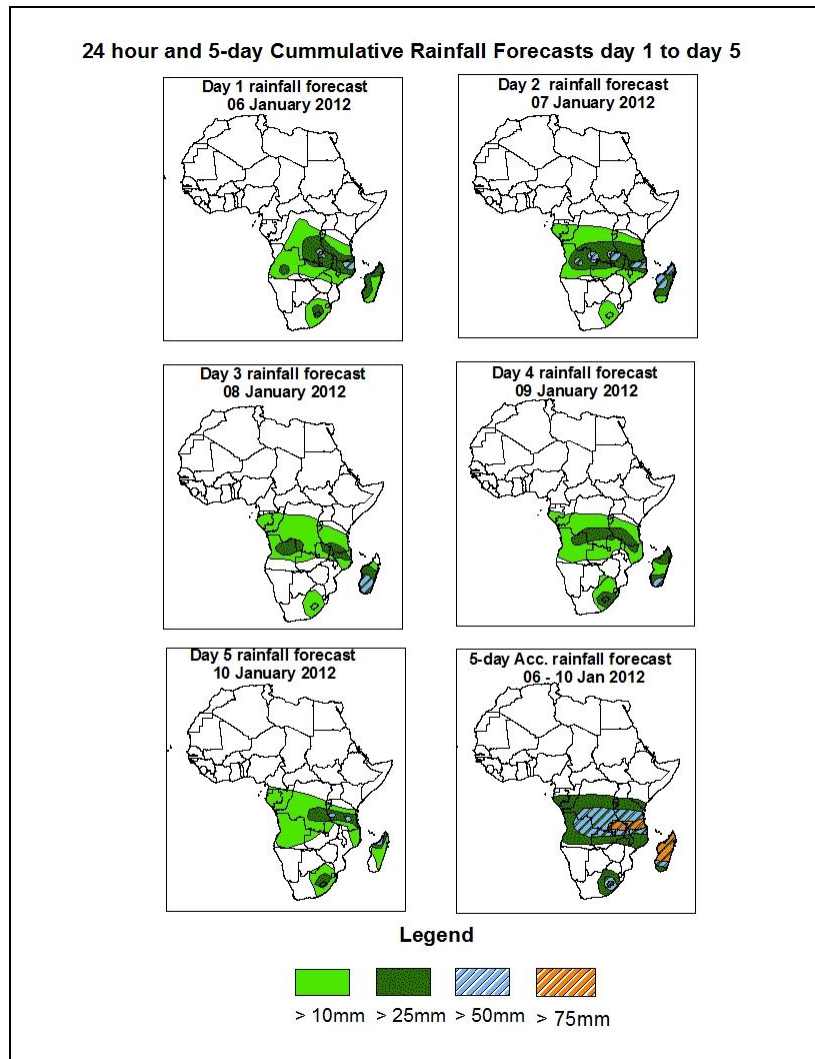 24 hour and 5-day Cummulative Rainfall Forecasts day 1 to day 5
Day 1 rainfall forecast
06 January 2012
Day 2 rainfall forecast
07 January 2012
Day 3 rainfall forecast
08 January 2012
Day 4 rainfall forecast
09 January 2012
Day 5 rainfall forecast
10 January 2012
5-day Acc. rainfall forecast
06 - 10 Jan 2012
Legend
> 10mm > 25mm > 50mm > 75mm